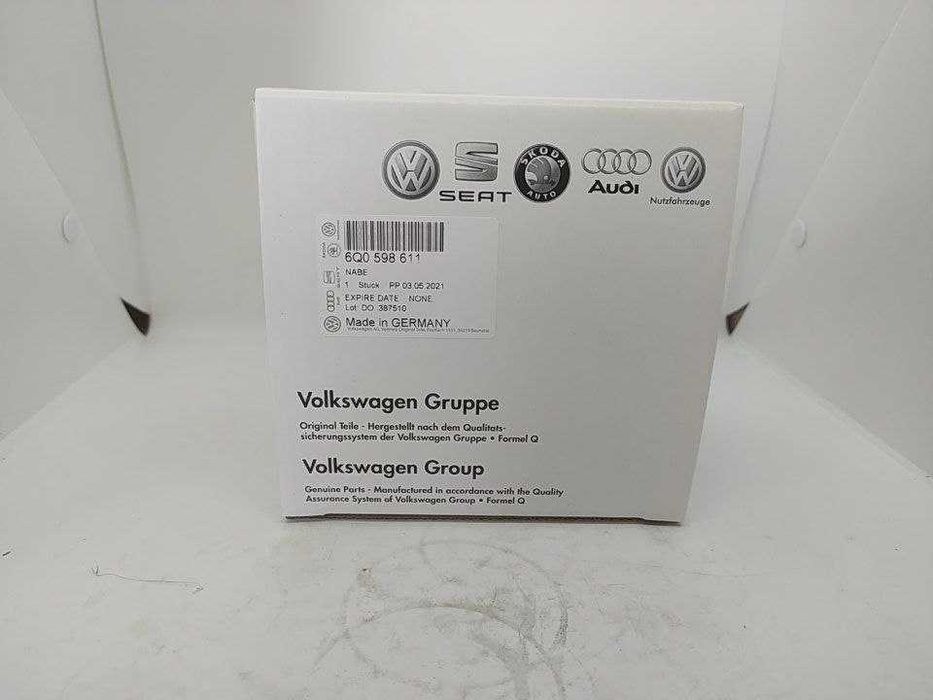 SEAT
ŠKODA
AUTO
Audi
Nutzfahrzeuge
6Q0 598 611
NABE
1 Stuck PP 03.05.2021
EXPIRE DATE NONE
Lot: DO 387510
Made in GERMANY
Volkswagen Gruppe
Original Teile - Hergestellt nach dem Qualitats-
sicherungssystem der Volkswagen Gruppe • Formel Q
Volkswagen Group
Genuine Parts - Manufactured in accordance with the Quality
Assurance System of Volkswagen Group • Formel Q